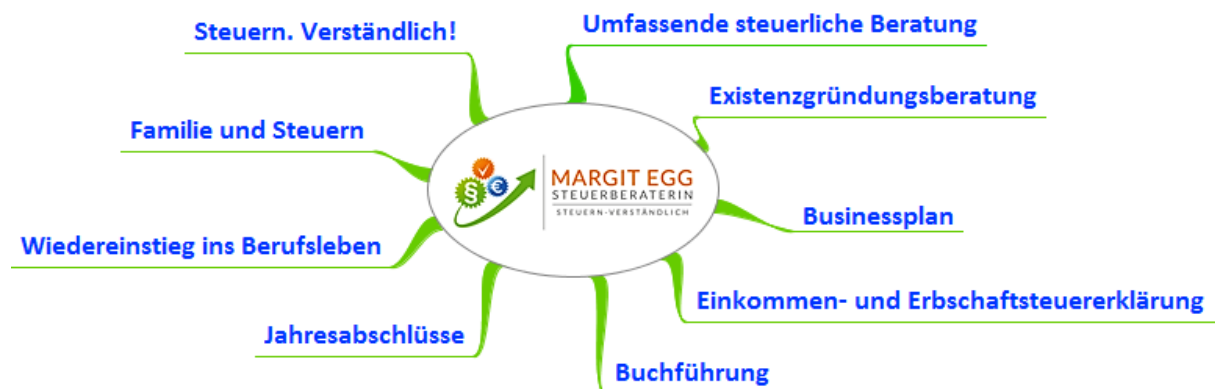 Steuern. Verständlich!
Umfassende steuerliche Beratung
Existenzgründungsberatung
Familie und Steuern
§
€
MARGIT EGG
STEUERBERATERIN
STEUERN-VERSTÄNDLICH
Businessplan
Wiedereinstieg ins Berufsleben
Einkommen- und Erbschaftsteuererklärung
Jahresabschlüsse
Buchführung